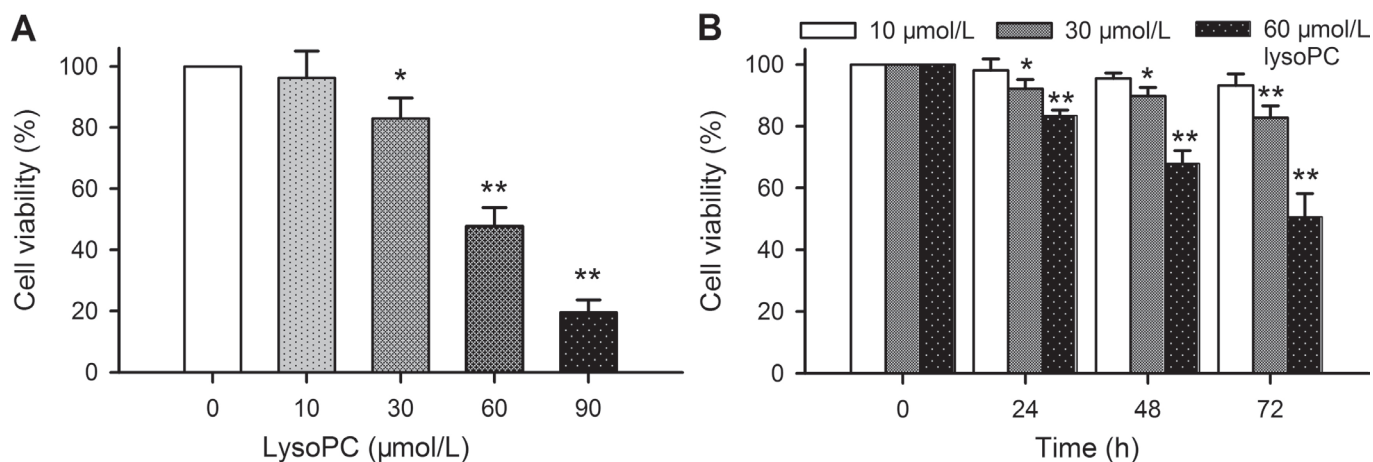 A
Cell viability (%)
100
80
60
40
20
0
*
**
**
0 10 30 60 90
LysoPC (µmol/L)
B
10 µmol/L 30 µmol/L 60 µmol/L
lysoPC
Cell viability (%)
100
80
60
40
20
0
* **
* **
** **
0 24 48 72
Time (h)